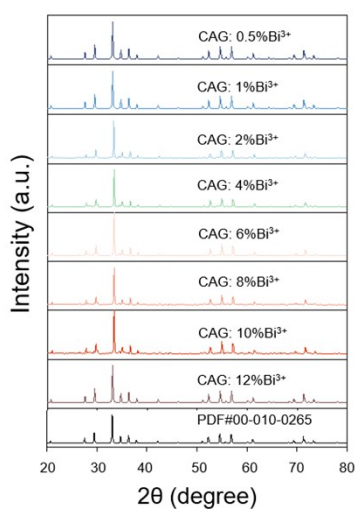 CAG: 0.5%Bi³⁺
CAG: 1%Bi³⁺
CAG: 2%Bi³⁺
CAG: 4%Bi³⁺
CAG: 6%Bi³⁺
CAG: 8%Bi³⁺
CAG: 10%Bi³⁺
CAG: 12%Bi³⁺
PDF#00-010-0265
Intensity (a.u.)
20 30 40 50 60 70 80
2θ (degree)